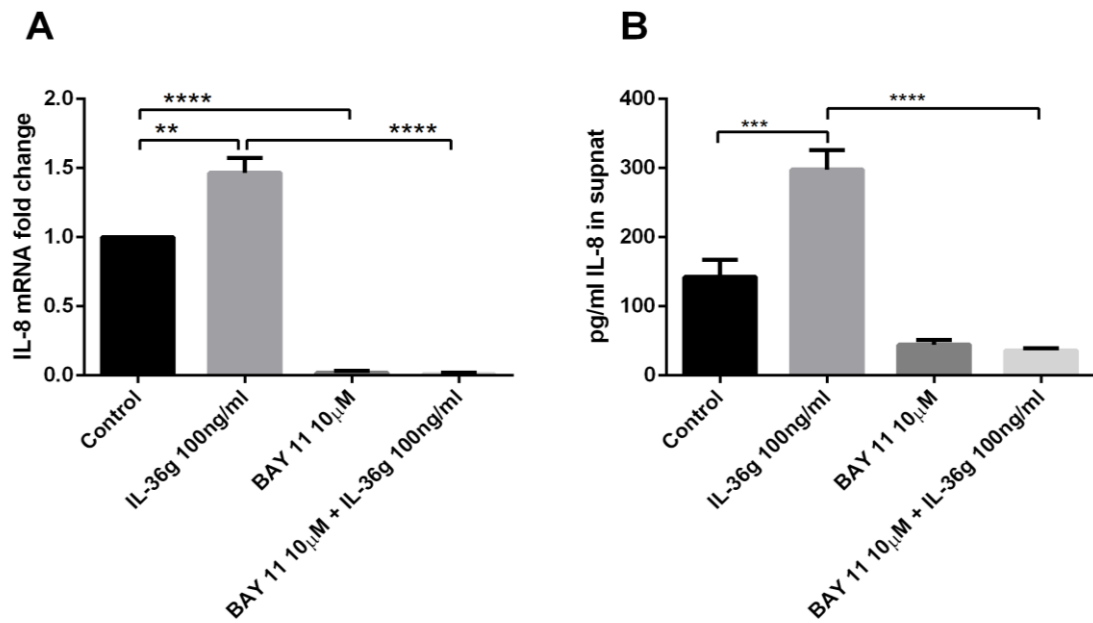 A
IL-8 mRNA fold change
2.0
1.5
1.0
0.5
0.0
****
**
****
Control
IL-36g 100ng/ml
BAY 11 10μM
BAY 11 10μM + IL-36g 100ng/ml
B
pg/ml IL-8 in supnat
400
300
200
100
0
***
****
Control
IL-36g 100ng/ml
BAY 11 10μM
BAY 11 10μM + IL-36g 100ng/ml